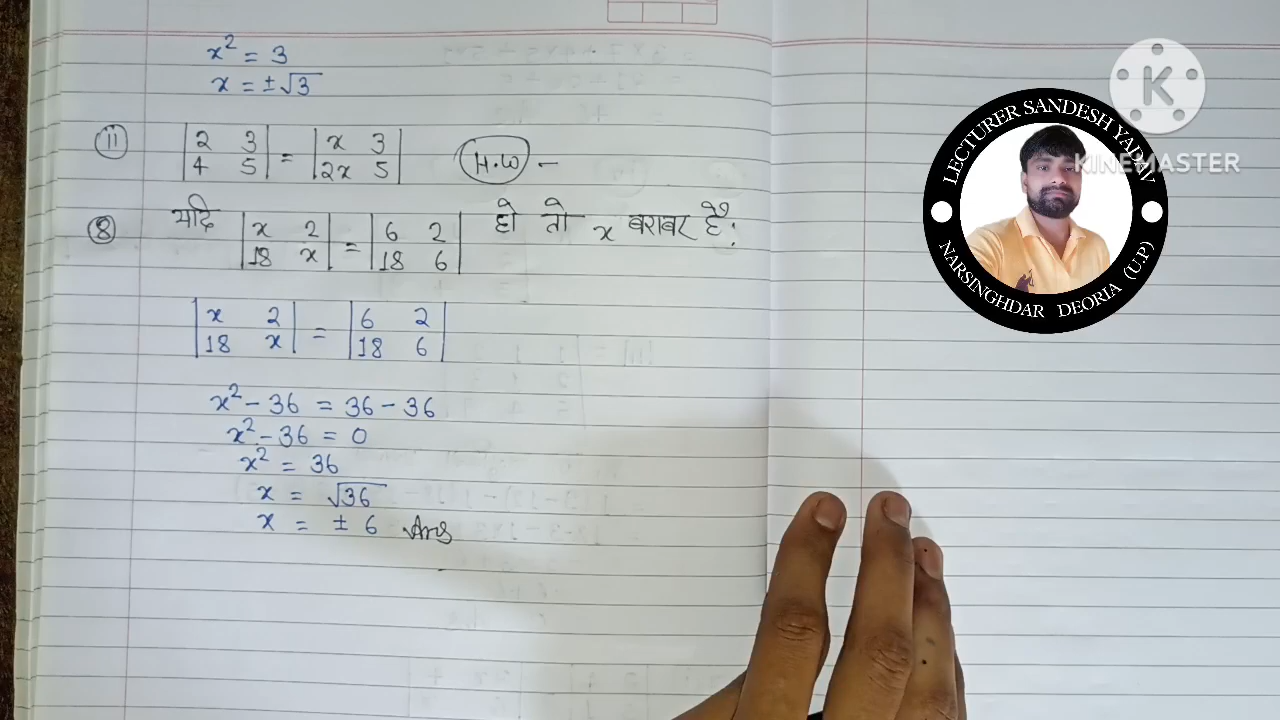 x² = 3
x = ±√3
(ii) |2 3; 4 5| = |x 3; 2x 5| H.W –
(8) यदि |x 2; 18 x| = |6 2; 18 6| हो तो x बराबर है:
|x 2; 18 x| = |6 2; 18 6|
x² – 36 = 36 – 36
x² – 36 = 0
x² = 36
x = √36
x = ± 6 Ans
LECTURER SANDESH YADAV
NARSINGHDAR DEORIA (U.P)
K
KINEMASTER